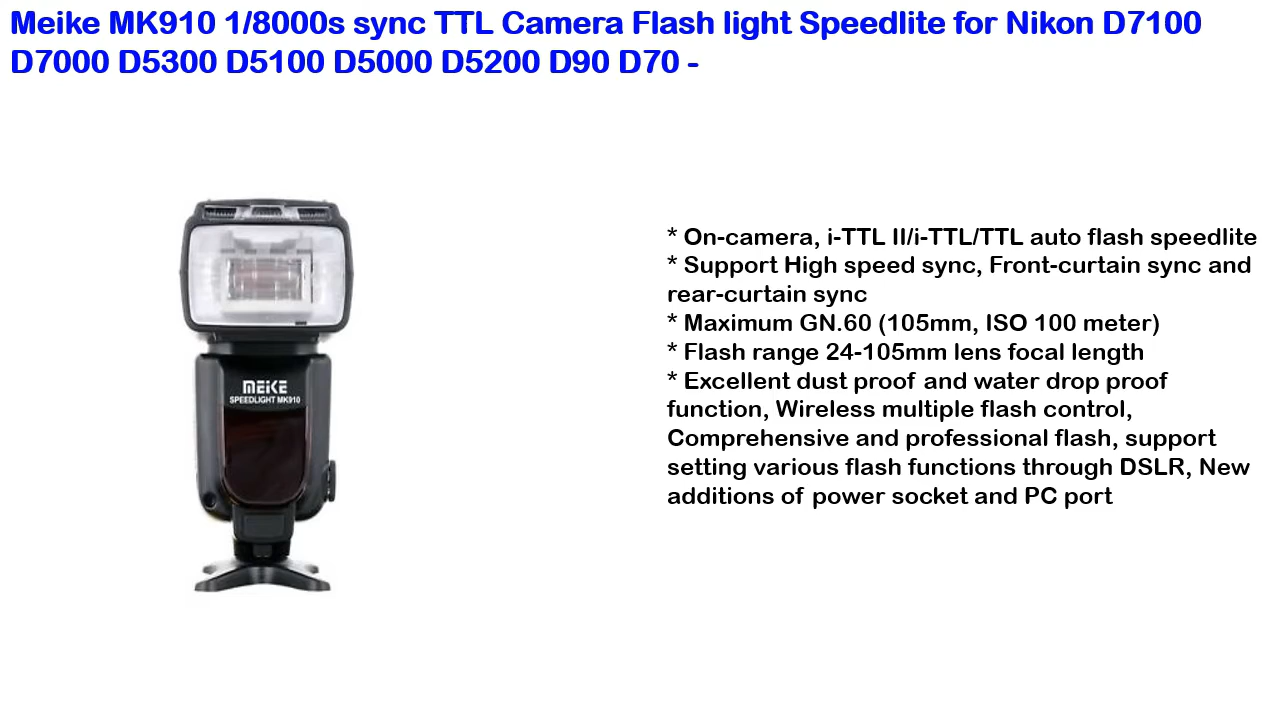 Meike MK910 1/8000s sync TTL Camera Flash light Speedlite for Nikon D7100
D7000 D5300 D5100 D5000 D5200 D90 D70 -
* On-camera, i-TTL II/i-TTL/TTL auto flash speedlite
* Support High speed sync, Front-curtain sync and
rear-curtain sync
* Maximum GN.60 (105mm, ISO 100 meter)
* Flash range 24-105mm lens focal length
* Excellent dust proof and water drop proof
function, Wireless multiple flash control,
Comprehensive and professional flash, support
setting various flash functions through DSLR, New
additions of power socket and PC port
MEIKE
SPEEDLIGHT MK910